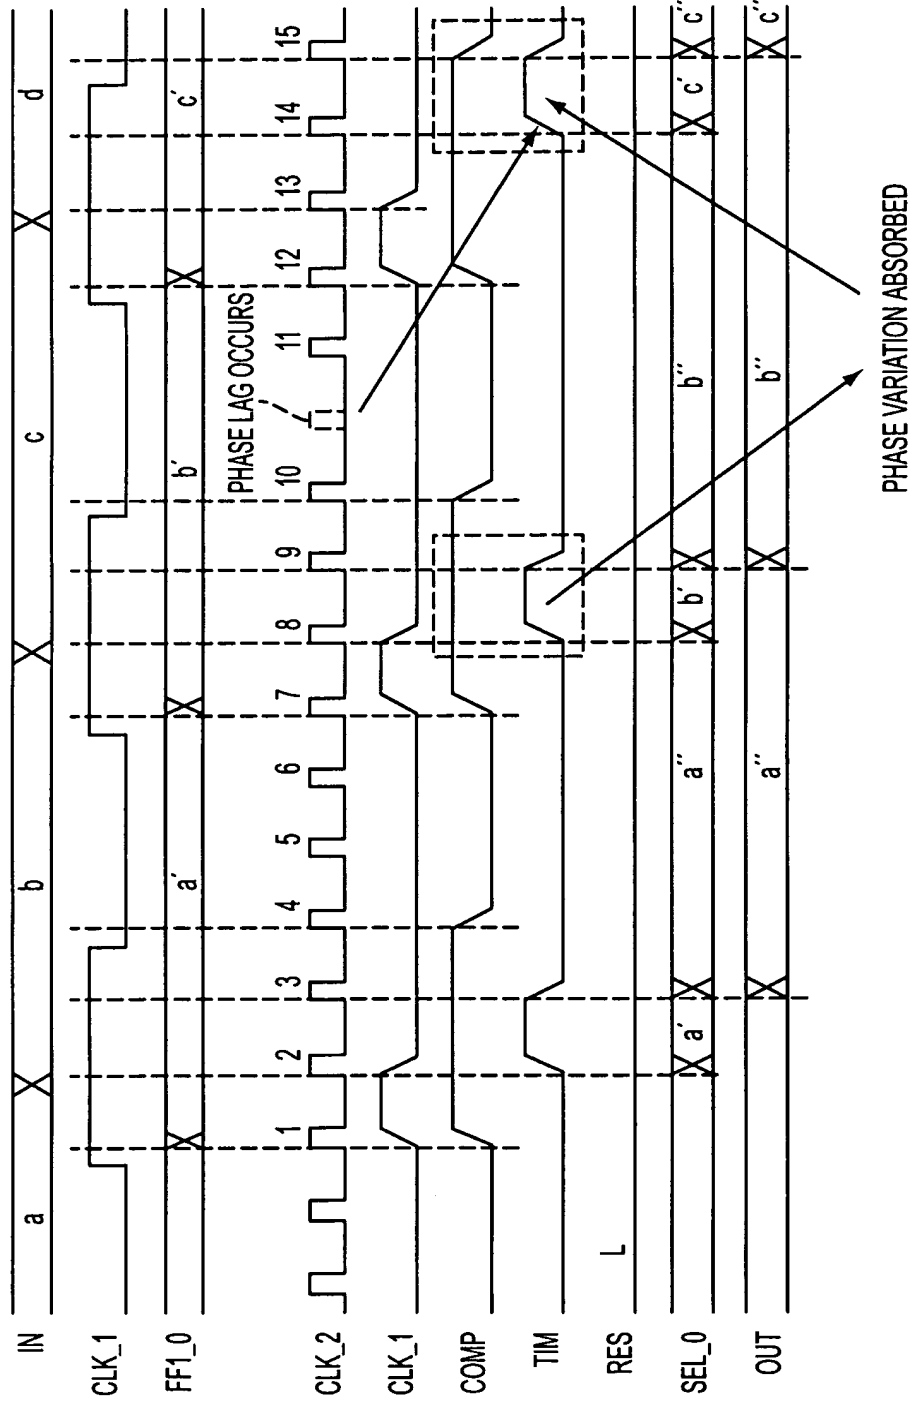 IN a b c d
CLK_1
FF1_0 a' b' c'
PHASE LAG OCCURS
CLK_2 1 2 3 4 5 6 7 8 9 10 11 12 13 14 15
CLK_1
COMP
TIM
RES L
SEL_0 a' a'' b' b'' c' c''
OUT a'' b'' c''
PHASE VARIATION ABSORBED